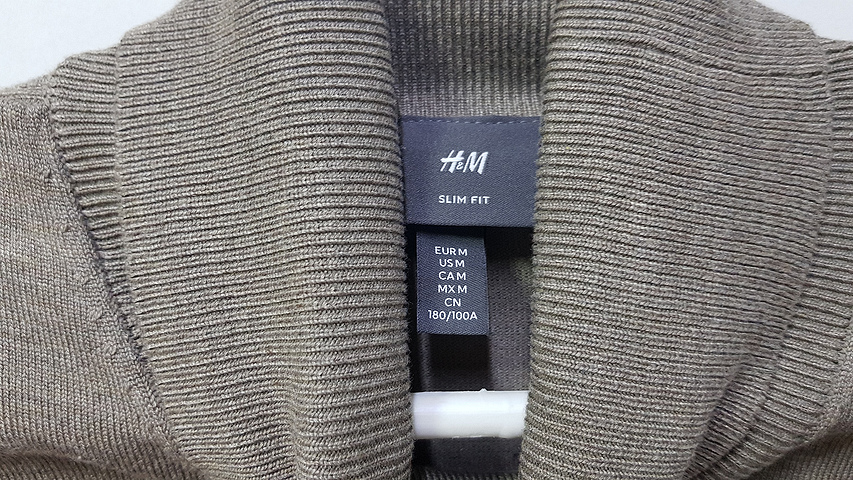 H&M
SLIM FIT
EUR M
US M
CA M
MX M
CN
180/100A